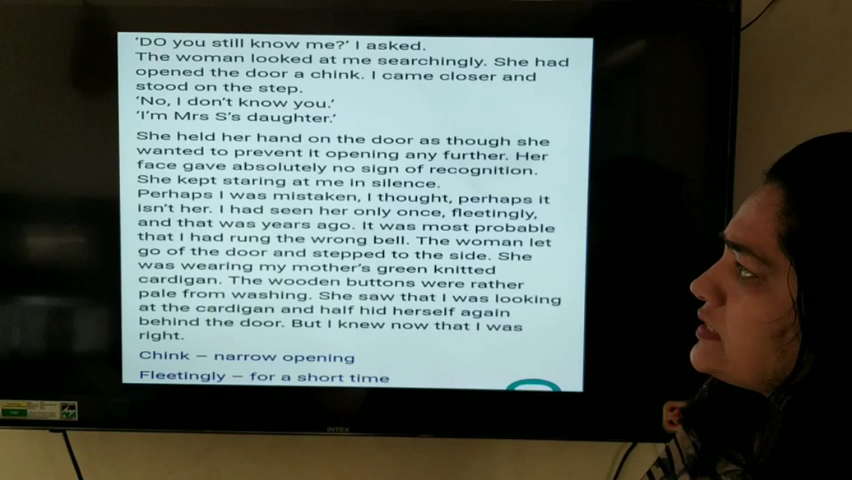 'DO you still know me?' I asked.
The woman looked at me searchingly. She had
opened the door a chink. I came closer and
stood on the step.
'No, I don't know you.'
'I'm Mrs S's daughter.'
She held her hand on the door as though she
wanted to prevent it opening any further. Her
face gave absolutely no sign of recognition.
She kept staring at me in silence.
Perhaps I was mistaken, I thought, perhaps it
isn't her. I had seen her only once, fleetingly,
and that was years ago. It was most probable
that I had rung the wrong bell. The woman let
go of the door and stepped to the side. She
was wearing my mother's green knitted
cardigan. The wooden buttons were rather
pale from washing. She saw that I was looking
at the cardigan and half hid herself again
behind the door. But I knew now that I was
right.
Chink – narrow opening
Fleetingly – for a short time
INTEX